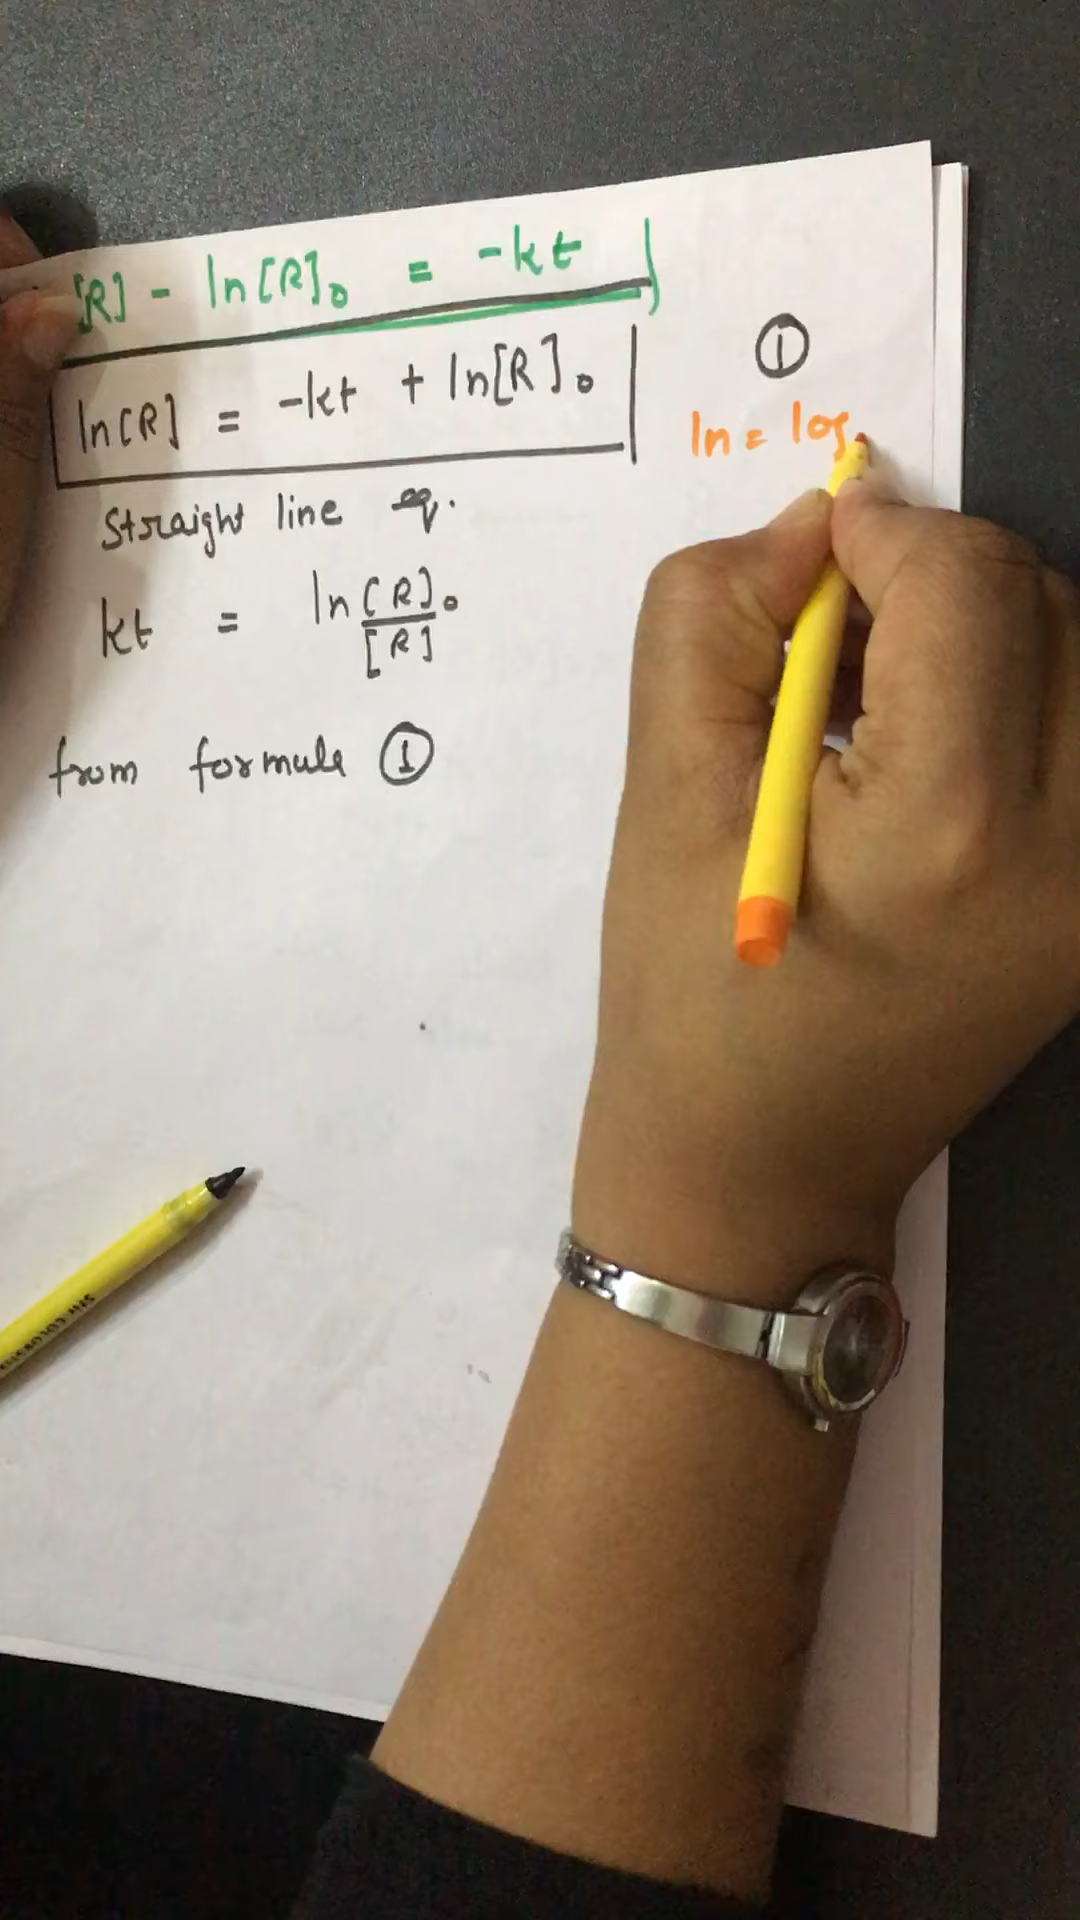 [R] - ln[R]₀ = -kt
ln[R] = -kt + ln[R]₀
①
ln = log
Straight line eq.
kt = ln [R]₀/[R]
from formula ①